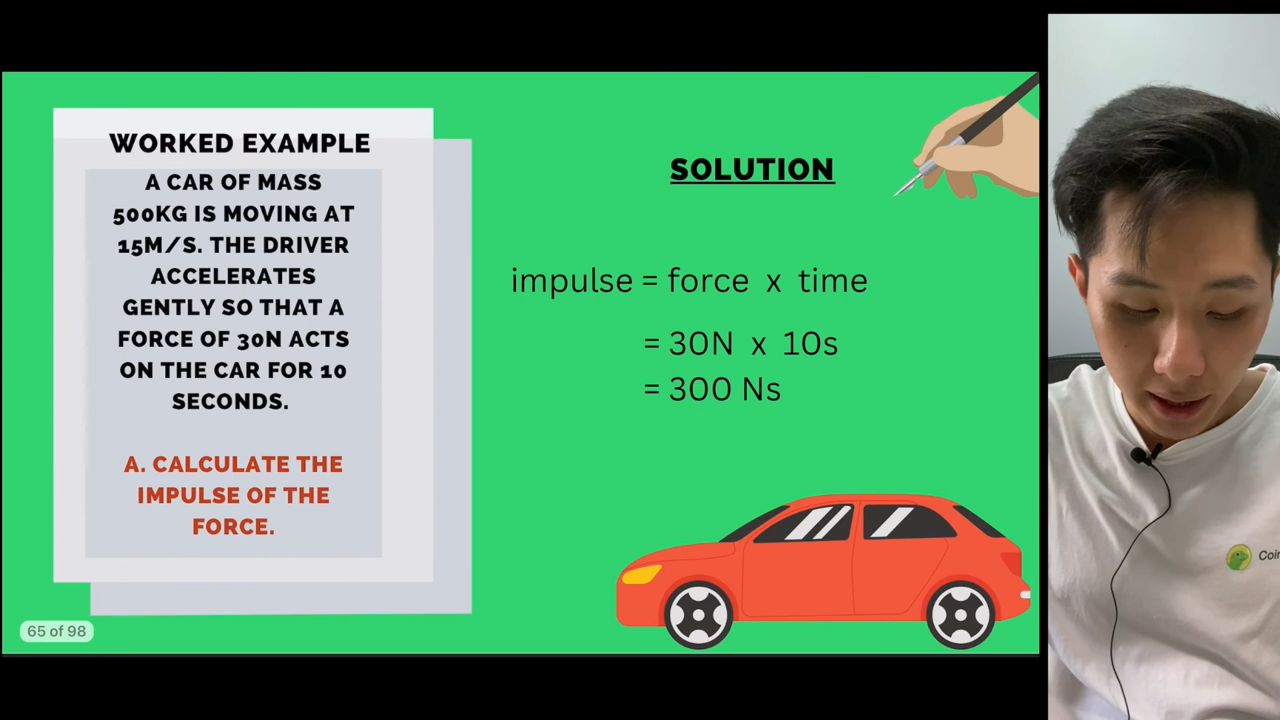 WORKED EXAMPLE
A CAR OF MASS
500KG IS MOVING AT
15M/S. THE DRIVER
ACCELERATES
GENTLY SO THAT A
FORCE OF 30N ACTS
ON THE CAR FOR 10
SECONDS.
A. CALCULATE THE
IMPULSE OF THE
FORCE.
65 of 98
SOLUTION
impulse = force x time
= 30N x 10s
= 300 Ns